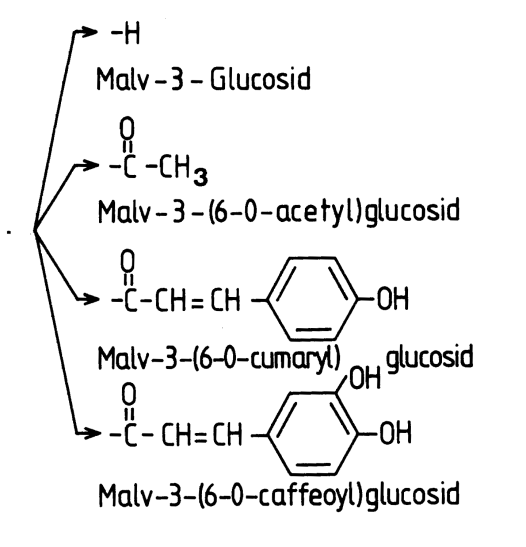 -H
Malv-3-Glucosid
O
-C-CH3
Malv-3-(6-O-acetyl)glucosid
O
-C-CH=CH -OH
Malv-3-(6-O-cumaryl) glucosid
OH
O
-C-CH=CH -OH
Malv-3-(6-O-caffeoyl)glucosid